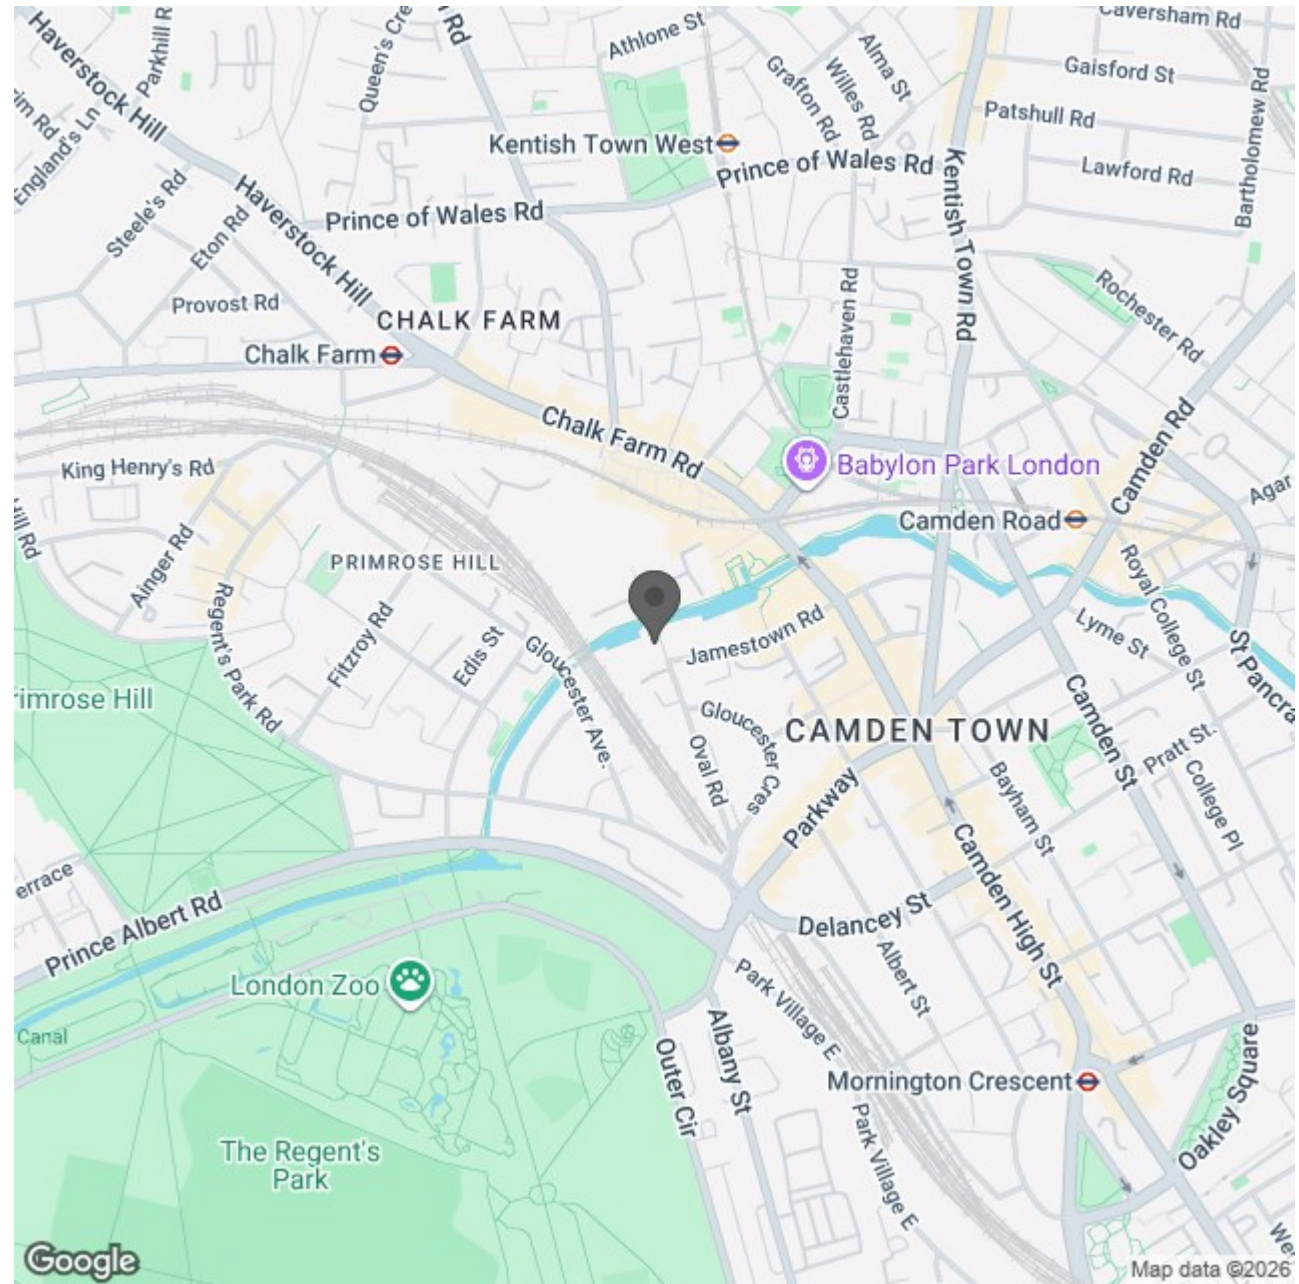 Haverstock Hill
Parkhill R
Queen's Cre
Rd
Athlone St
Grafton Rd
Willes Rd
Alma St
Caversham Rd
Gaisford St
Patshull Rd
Lawford Rd
Bartholomew Rd
England's Ln
Kentish Town West
Prince of Wales Rd
Kentish Town Rd
Steele's Rd
Eton Rd
Haverstock Hill
Prince of Wales Rd
Provost Rd
CHALK FARM
Chalk Farm
Castlehaven Rd
Rochester Rd
Chalk Farm Rd
Camden Rd
King Henry's Rd
Babylon Park London
Agar
Hill Rd
Ainger Rd
PRIMROSE HILL
Camden Road
Royal College St
Regent's Park Rd
Fitzroy Rd
Edis St
Gloucester Ave.
Jamestown Rd
Lyme St
St Pancra
rimrose Hill
Gloucester Cres
CAMDEN TOWN
Camden St
Oval Rd
Pratt St.
College Pl
Parkway
Bayham St
Camden High St
errace
Prince Albert Rd
Delancey St
Albert St
London Zoo
Park Village E
Canal
Albany St
Outer Cir
Mornington Crescent
Oakley Square
Park Village E
The Regent's
Park
Google
Map data ©2026